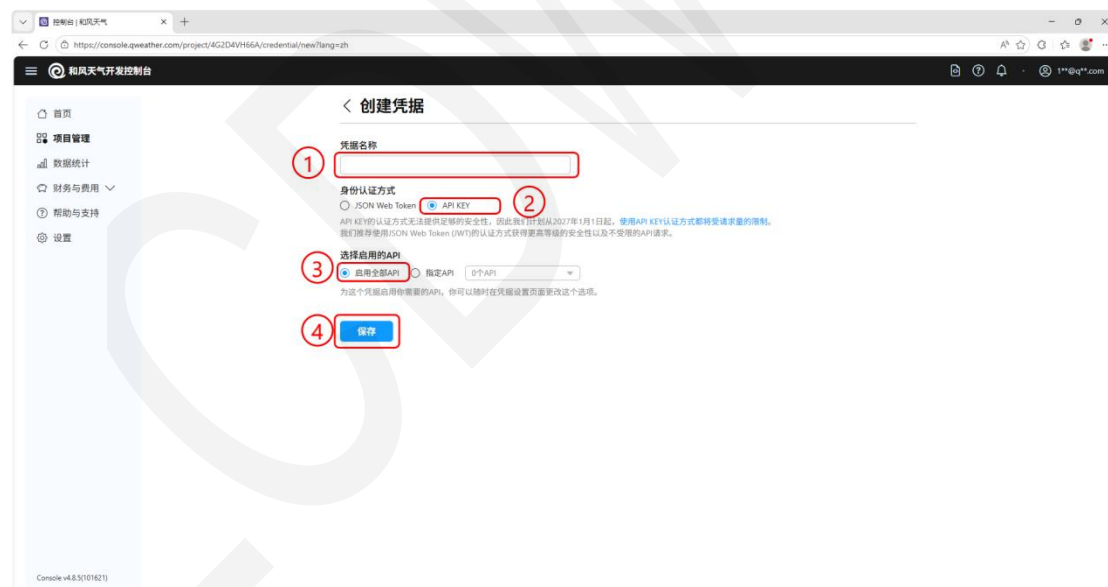 控制台 | 和风天气
https://console.qweather.com/project/4G2D4VH66A/credential/new?lang=zh
和风天气开发控制台
1**@q**.com
首页
项目管理
数据统计
财务与费用
帮助与支持
设置
创建凭据
凭据名称
①
身份认证方式
JSON Web Token API KEY ②
API KEY的认证方式无法提供足够的安全性，因此我们计划从2027年1月1日起，使用API KEY认证方式都将受请求量的限制。
我们推荐使用JSON Web Token (JWT)的认证方式获得更高等级的安全性以及不受限的API请求。
选择启用的API
③ 启用全部API 指定API 0个API
为这个凭据启用你需要的API。你可以随时在凭据设置页面更改这个选项。
④ 保存
Console v4.8.5(101621)